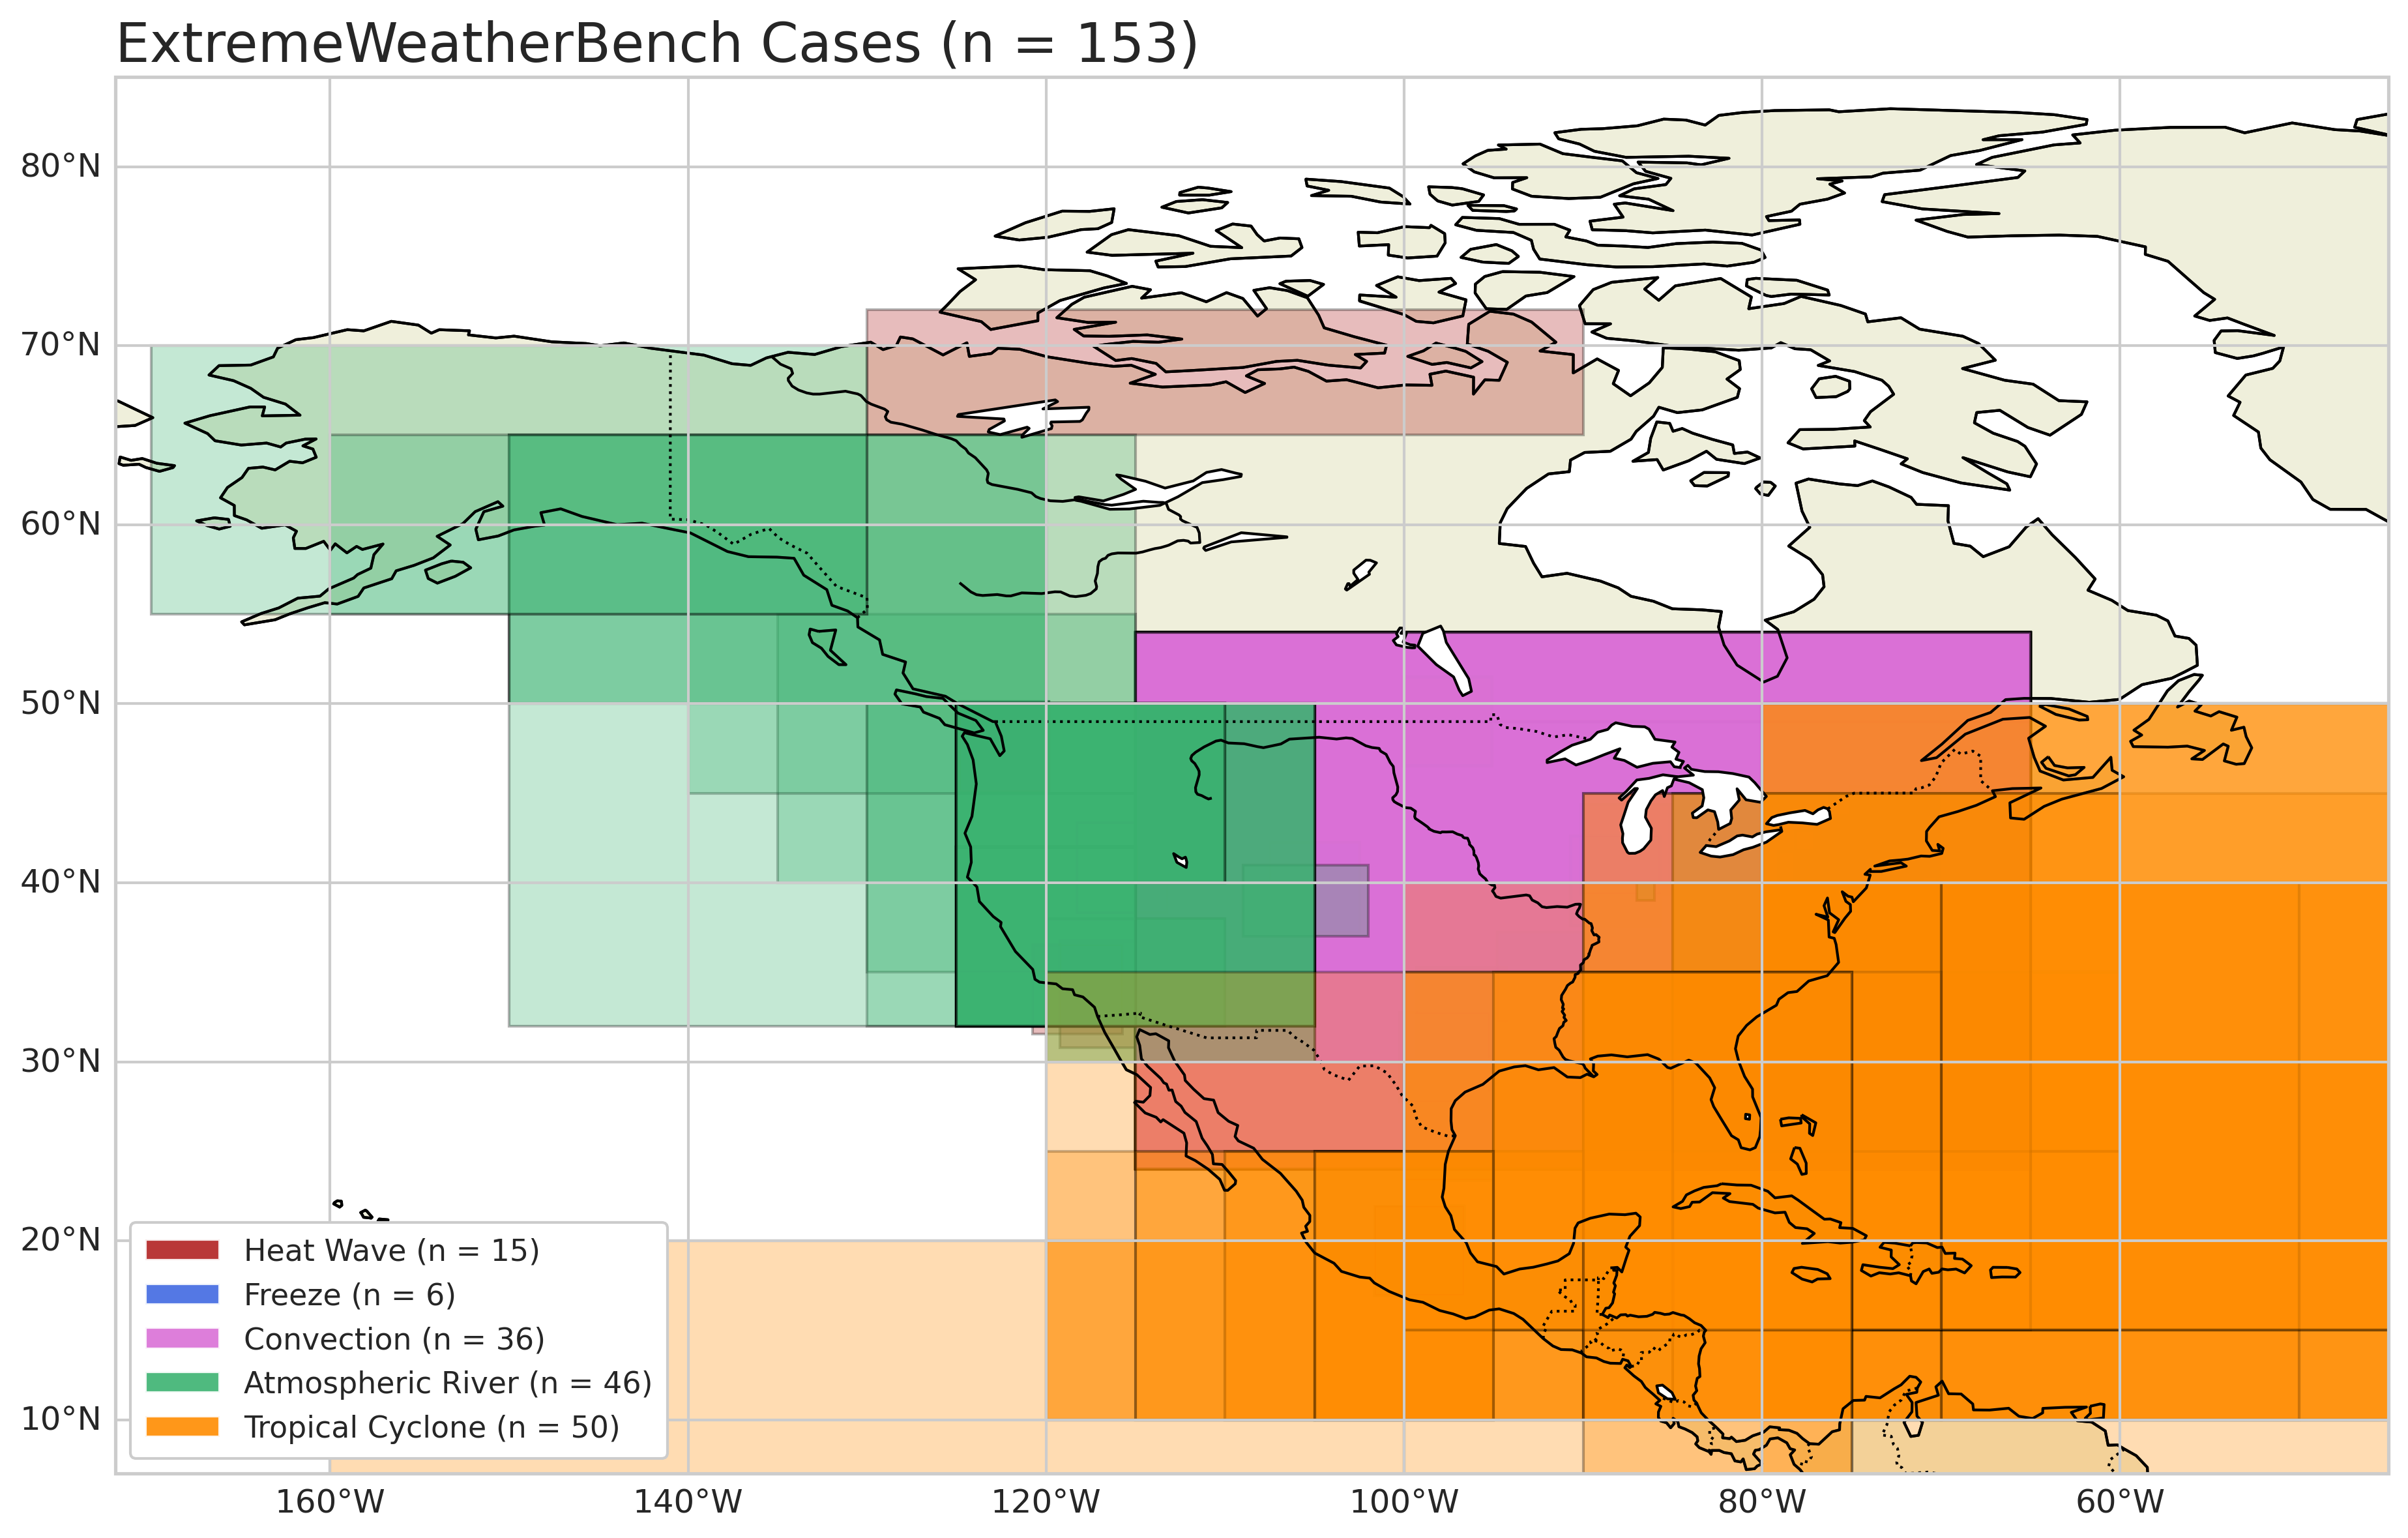 ExtremeWeatherBench Cases (n = 153)
80°N
70°N
60°N
50°N
40°N
30°N
20°N
10°N
Heat Wave (n = 15)
Freeze (n = 6)
Convection (n = 36)
Atmospheric River (n = 46)
Tropical Cyclone (n = 50)
160°W 140°W 120°W 100°W 80°W 60°W